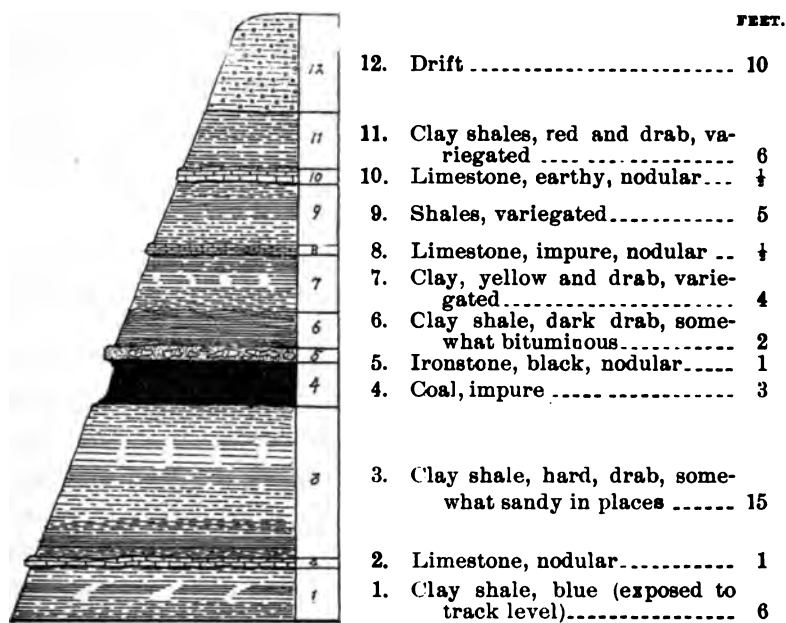 12
11
10
9
8
7
6
5
4
3
2
1
FEET.
12. Drift -------------------------- 10
11. Clay shales, red and drab, va-
riegated ---- ---------------- 6
10. Limestone, earthy, nodular--- ½
9. Shales, variegated------------ 5
8. Limestone, impure, nodular -- ½
7. Clay, yellow and drab, varie-
gated----------------------- 4
6. Clay shale, dark drab, some-
what bituminous------------ 2
5. Ironstone, black, nodular----- 1
4. Coal, impure ----- ------------- 3
3. Clay shale, hard, drab, some-
what sandy in places ------ 15
2. Limestone, nodular----------- 1
1. Clay shale, blue (exposed to
track level)----------------- 6